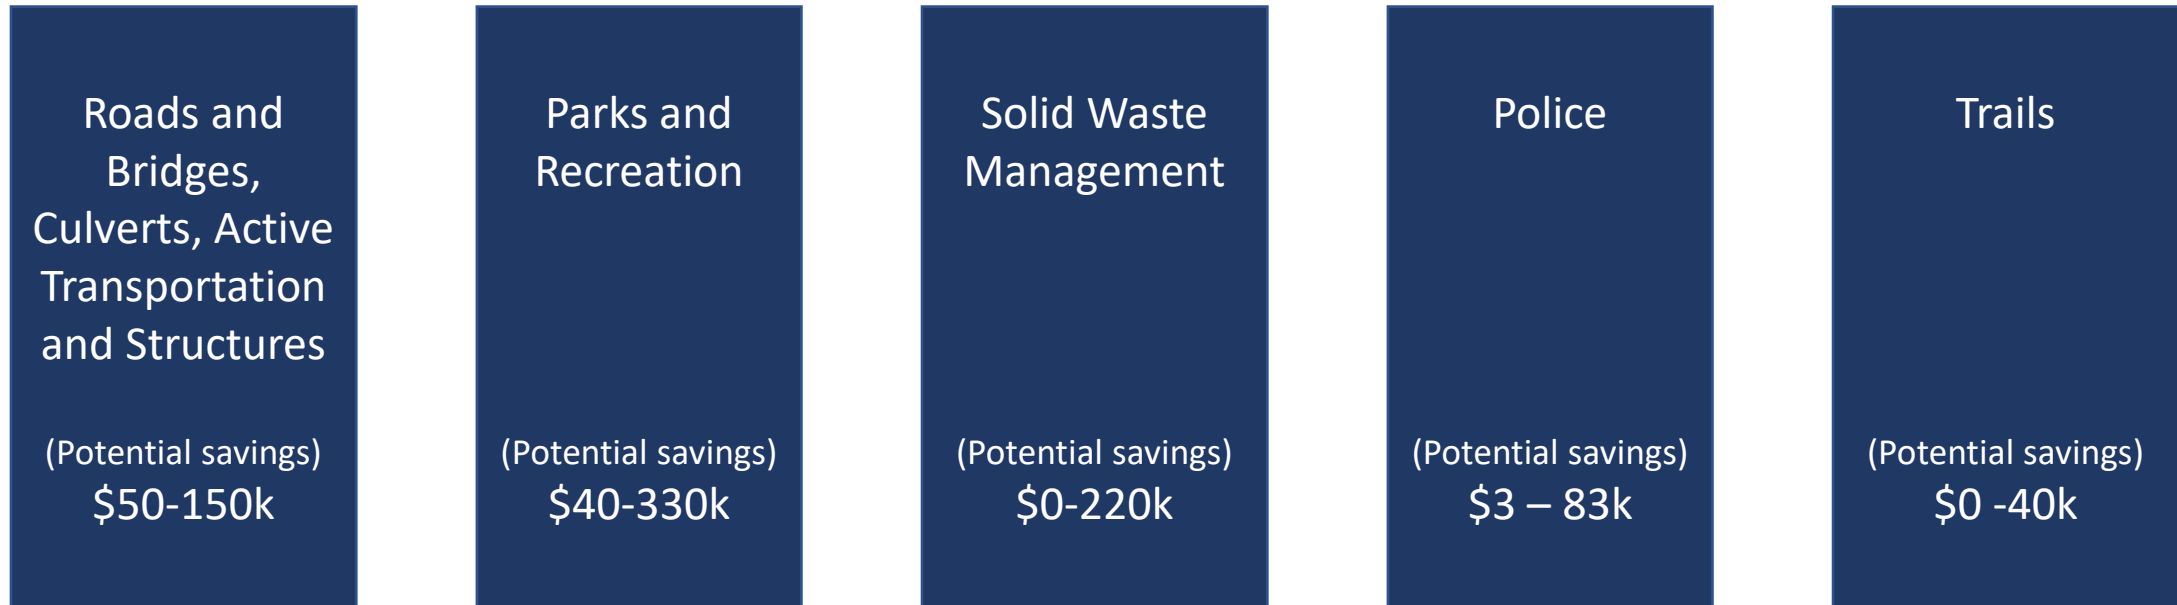 Roads and
Bridges,
Culverts, Active
Transportation
and Structures
(Potential savings)
$50-150k
Parks and
Recreation
(Potential savings)
$40-330k
Solid Waste
Management
(Potential savings)
$0-220k
Police
(Potential savings)
$3 – 83k
Trails
(Potential savings)
$0 -40k